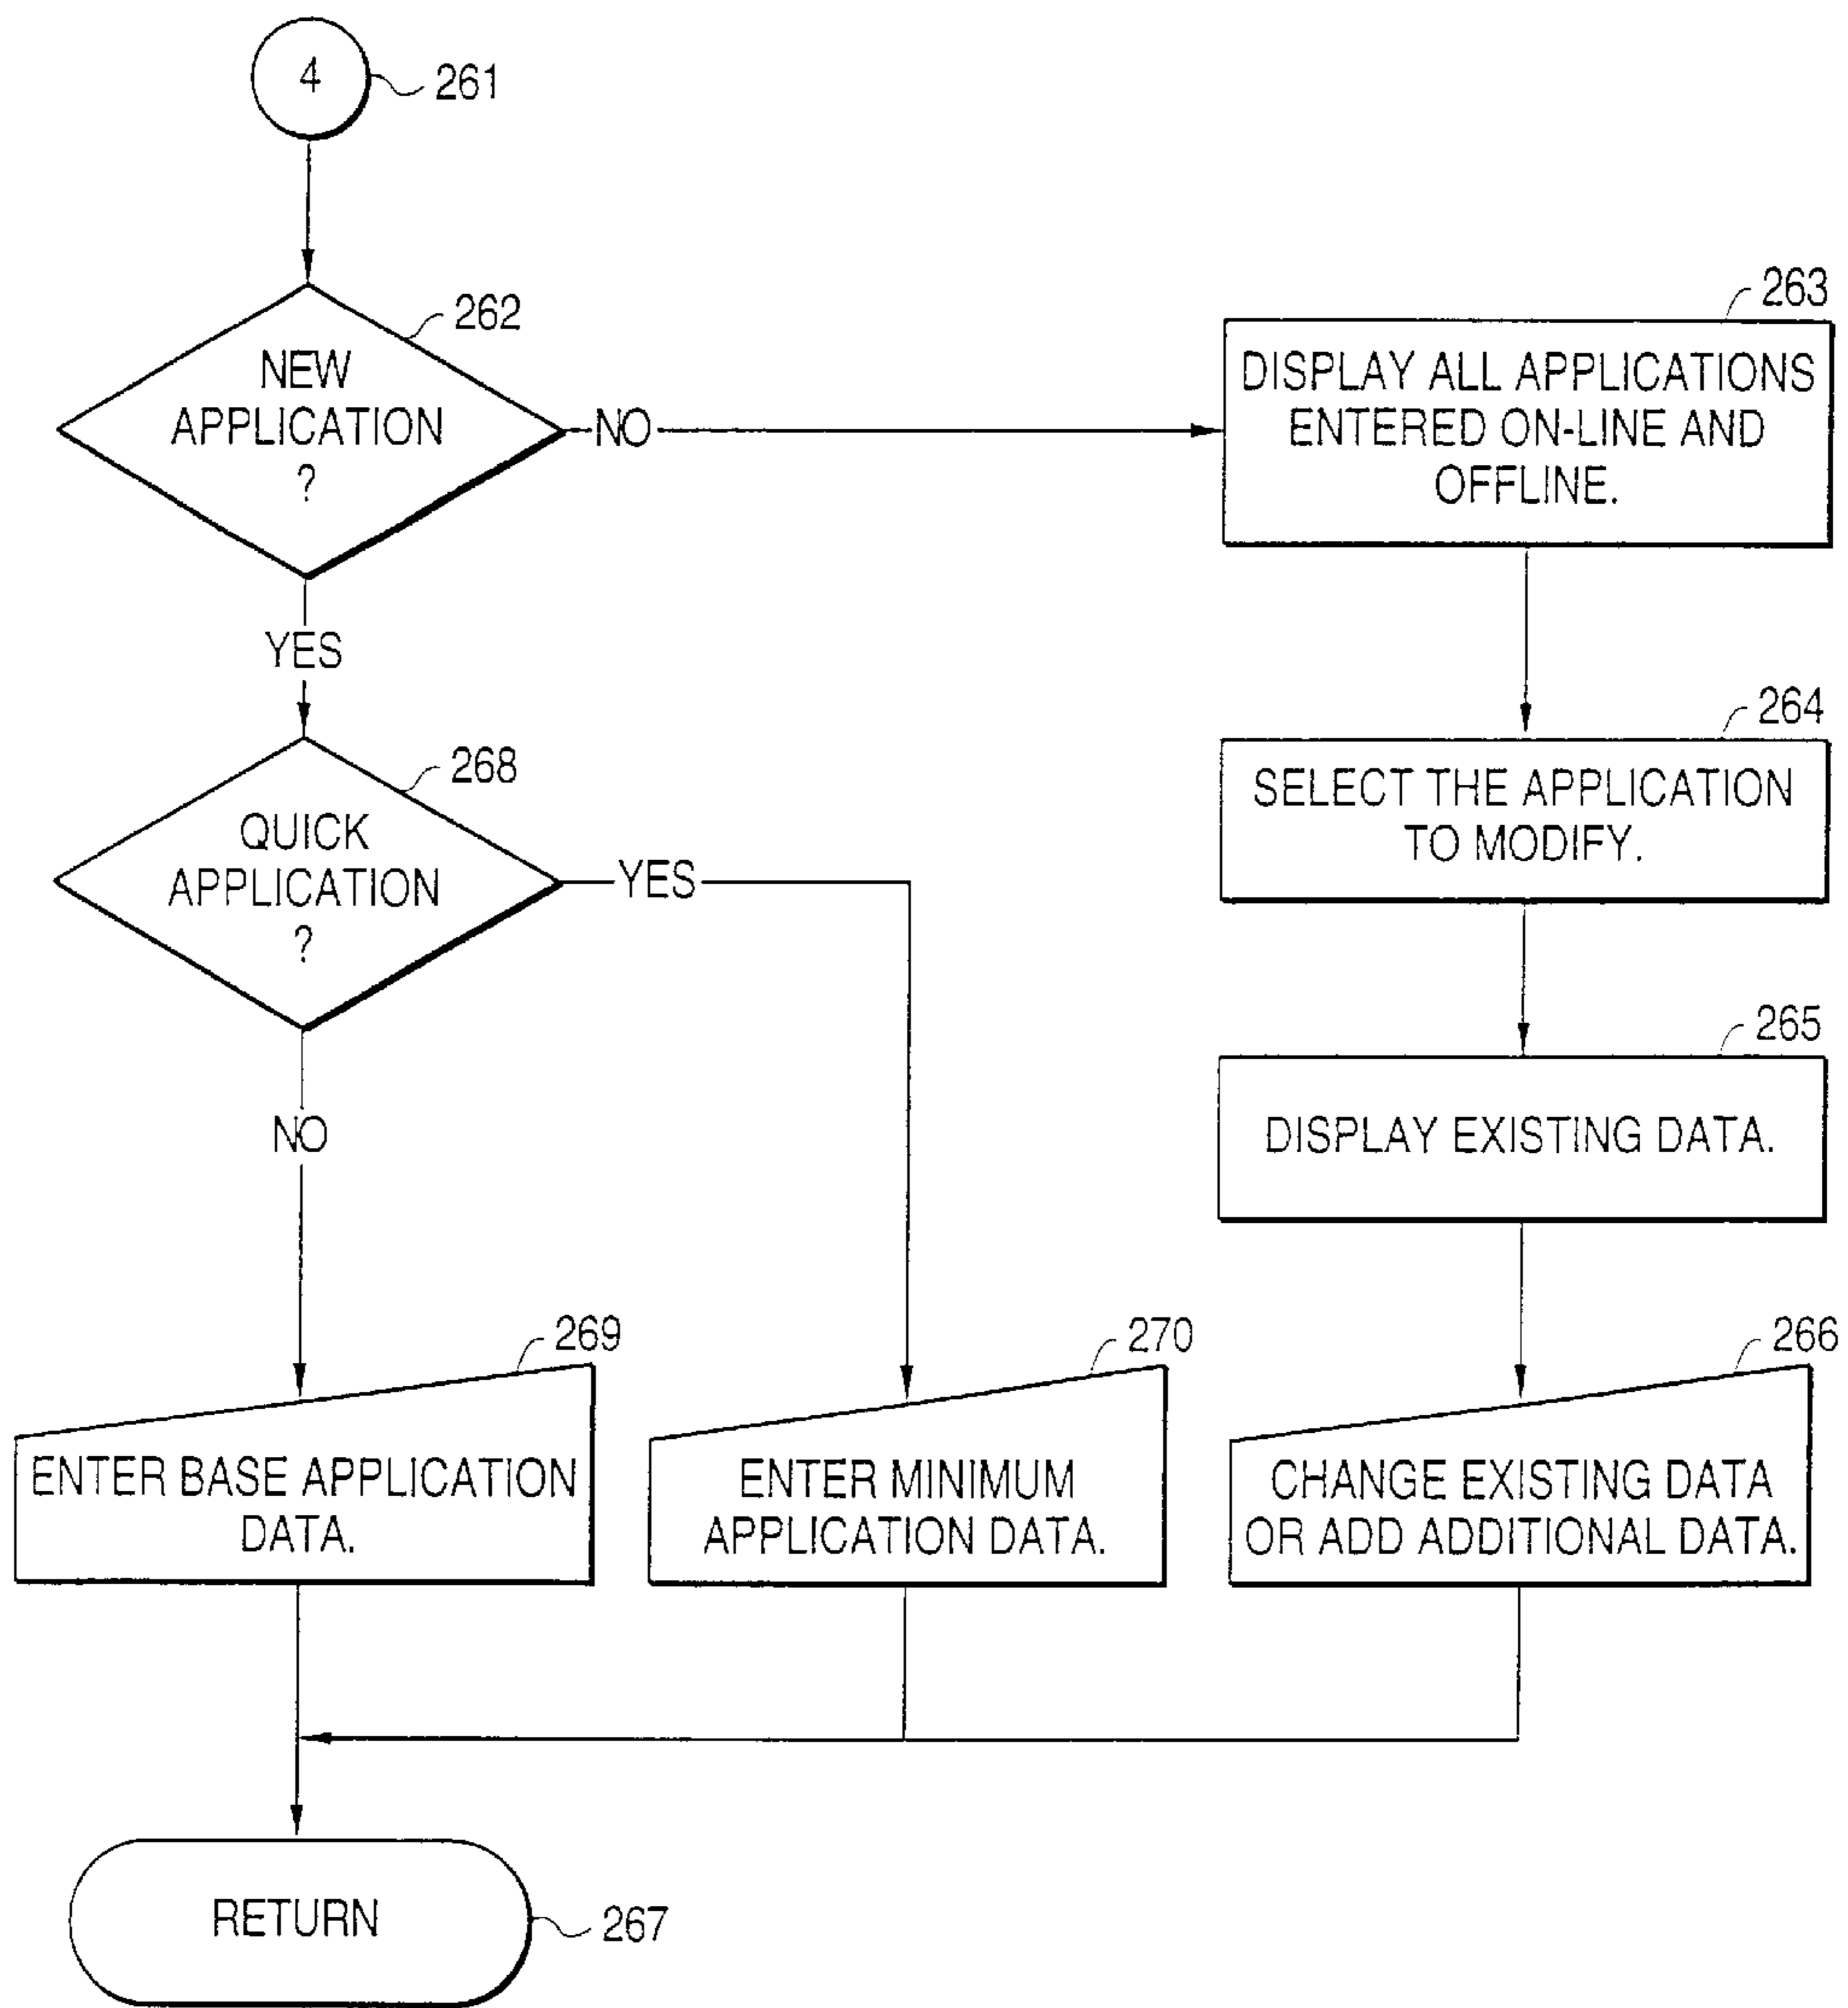 4
261
262
NEW
APPLICATION
?
NO
263
DISPLAY ALL APPLICATIONS
ENTERED ON-LINE AND
OFFLINE.
YES
264
SELECT THE APPLICATION
TO MODIFY.
268
QUICK
APPLICATION
?
YES
265
DISPLAY EXISTING DATA.
NO
269
ENTER BASE APPLICATION
DATA.
270
ENTER MINIMUM
APPLICATION DATA.
266
CHANGE EXISTING DATA
OR ADD ADDITIONAL DATA.
RETURN
267